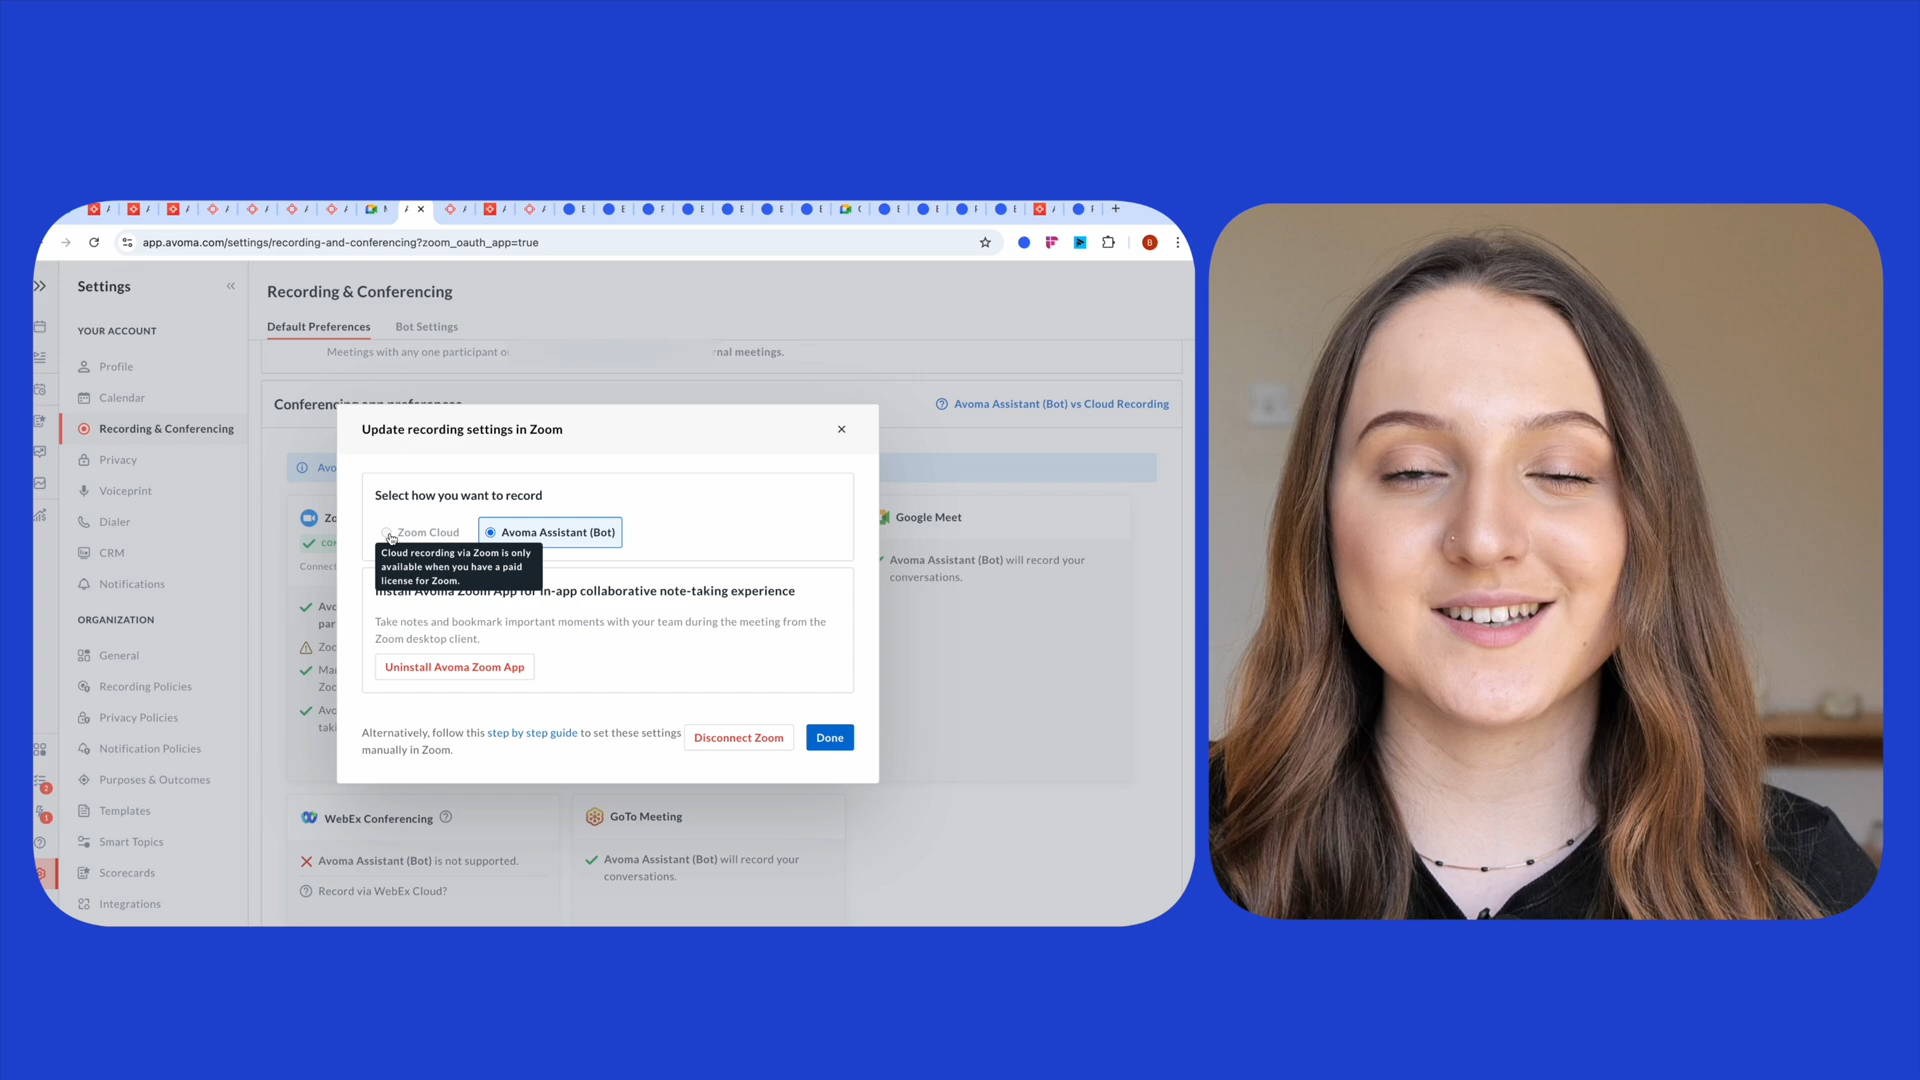 app.avoma.com/settings/recording-and-conferencing?zoom_oauth_app=true
B
Settings
YOUR ACCOUNT
Profile
Calendar
Recording & Conferencing
Privacy
Voiceprint
Dialer
CRM
Notifications
ORGANIZATION
General
Recording Policies
Privacy Policies
Notification Policies
Purposes & Outcomes
Templates
Smart Topics
Scorecards
Integrations
2
1
Recording & Conferencing
Default Preferences
Bot Settings
Meetings with any one participant
meetings.
Avoma Assistant (Bot) vs Cloud Recording
Update recording settings in Zoom
Select how you want to record
Zoom Cloud
Avoma Assistant (Bot)
Cloud recording via Zoom is only
available when you have a paid
license for Zoom.
Install Avoma Zoom App for in-app collaborative note-taking experience
Take notes and bookmark important moments with your team during the meeting from the
Zoom desktop client.
Uninstall Avoma Zoom App
Alternatively, follow this step by step guide to set these settings
manually in Zoom.
Disconnect Zoom
Done
Google Meet
Avoma Assistant (Bot) will record your
conversations.
WebEx Conferencing
Avoma Assistant (Bot) is not supported.
Record via WebEx Cloud?
GoTo Meeting
Avoma Assistant (Bot) will record your
conversations.